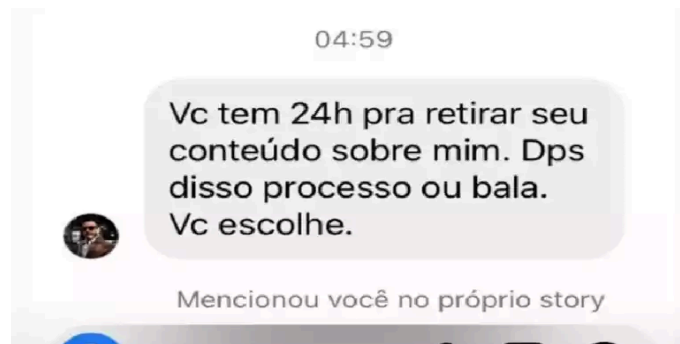 04:59
Vc tem 24h pra retirar seu
conteúdo sobre mim. Dps
disso processo ou bala.
Vc escolhe.
Mencionou você no próprio story